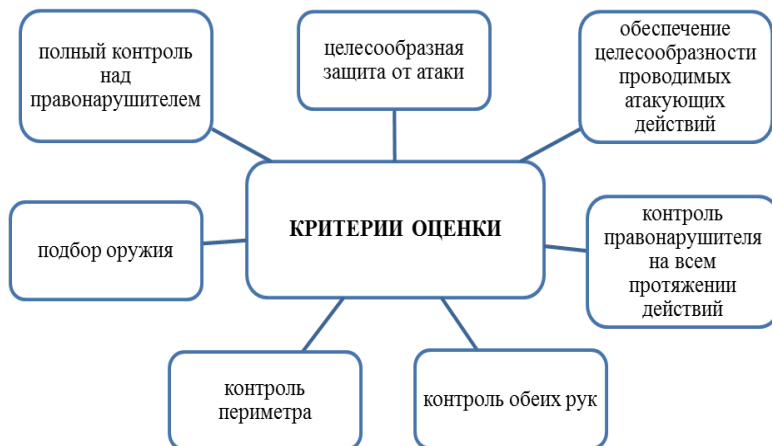 полный контроль
над
правонарушителем
целесообразная
защита от атаки
обеспечение
целесообразности
проводимых
атакующих
действий
КРИТЕРИИ ОЦЕНКИ
подбор оружия
контроль
правонарушителя
на всем
протяжении
действий
контроль
периметра
контроль обеих рук